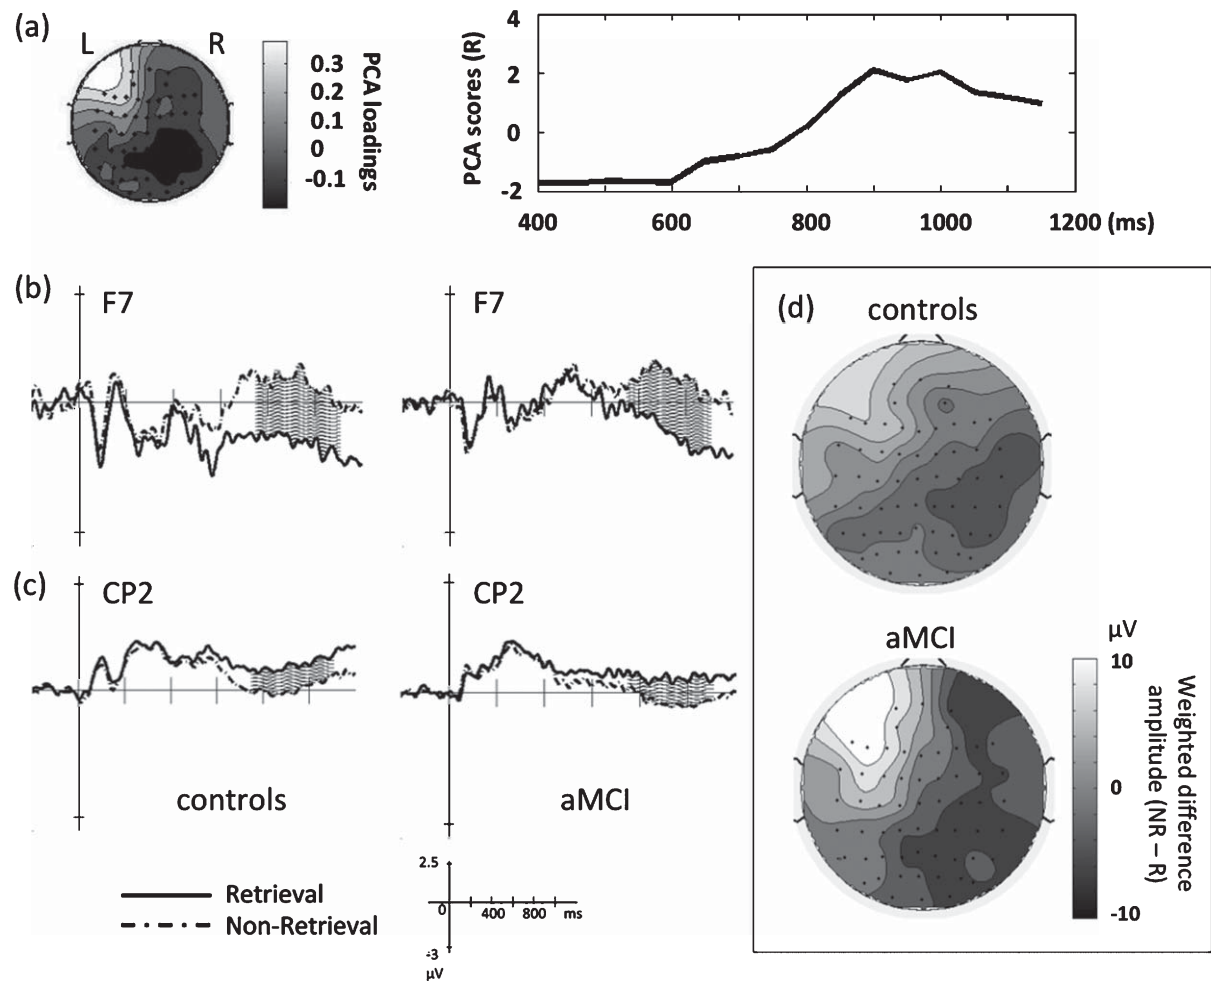 (a)
L R
0.3
0.2
0.1
0
-0.1
PCA loadings
PCA scores (R)
4
2
0
-2
400 600 800 1000 1200 (ms)
(b)
F7
F7
(c)
CP2
CP2
controls
aMCI
Retrieval
Non-Retrieval
2.5
0
400 800 ms
-3
µV
(d)
controls
aMCI
µV
10
0
-10
Weighted difference
amplitude (NR – R)